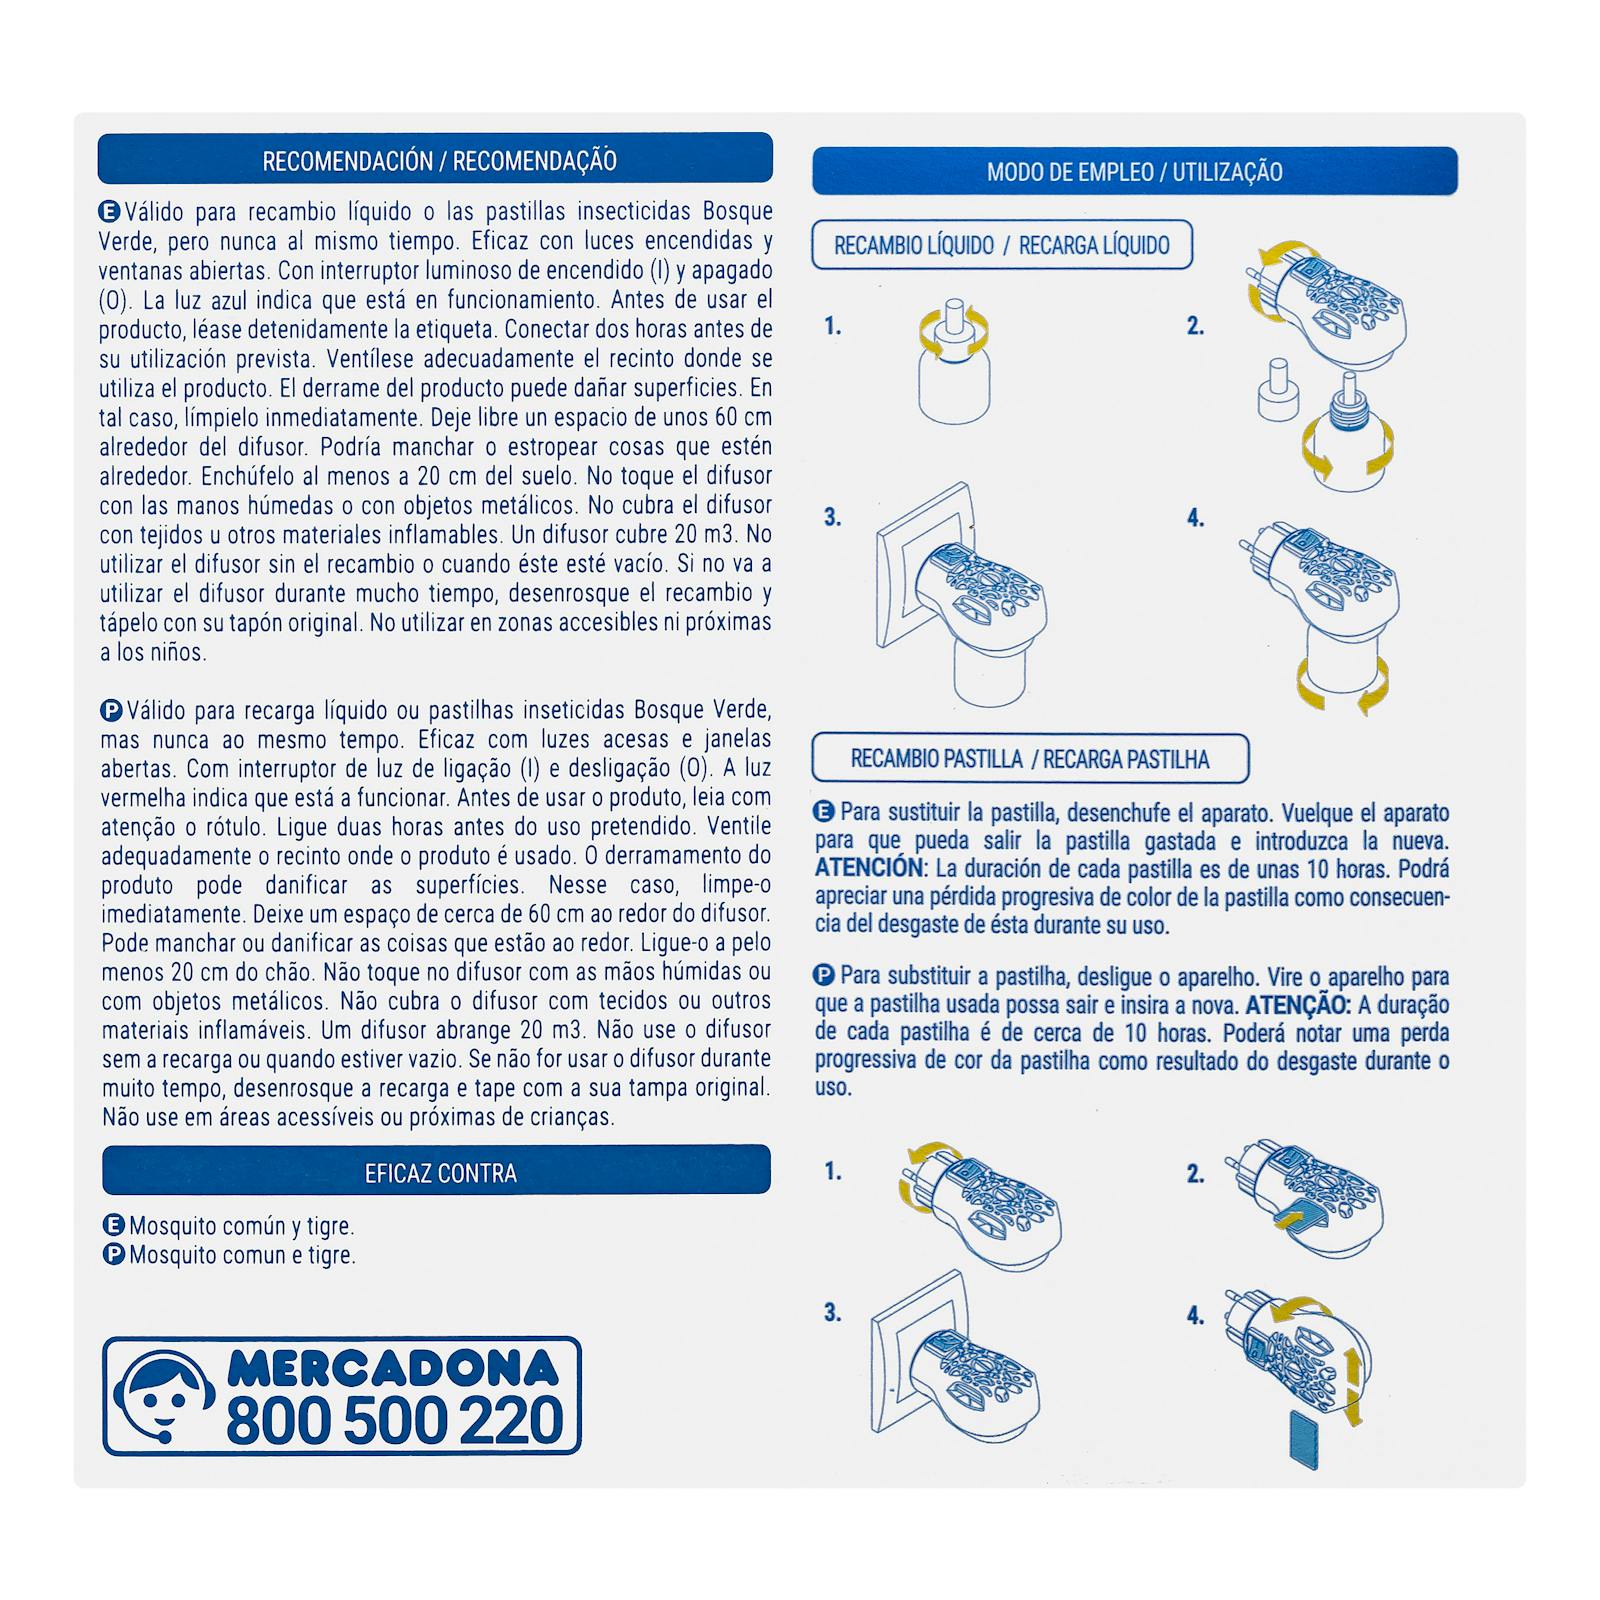 RECOMENDACIÓN / RECOMENDAÇÃO
E Válido para recambio líquido o las pastillas insecticidas Bosque
Verde, pero nunca al mismo tiempo. Eficaz con luces encendidas y
ventanas abiertas. Con interruptor luminoso de encendido (I) y apagado
(O). La luz azul indica que está en funcionamiento. Antes de usar el
producto, léase detenidamente la etiqueta. Conectar dos horas antes de
su utilización prevista. Ventílese adecuadamente el recinto donde se
utiliza el producto. El derrame del producto puede dañar superficies. En
tal caso, límpielo inmediatamente. Deje libre un espacio de unos 60 cm
alrededor del difusor. Podría manchar o estropear cosas que estén
alrededor. Enchúfelo al menos a 20 cm del suelo. No toque el difusor
con las manos húmedas o con objetos metálicos. No cubra el difusor
con tejidos u otros materiales inflamables. Un difusor cubre 20 m3. No
utilizar el difusor sin el recambio o cuando éste esté vacío. Si no va a
utilizar el difusor durante mucho tiempo, desenrosque el recambio y
tápelo con su tapón original. No utilizar en zonas accesibles ni próximas
a los niños.
P Válido para recarga líquido ou pastilhas inseticidas Bosque Verde,
mas nunca ao mesmo tempo. Eficaz com luzes acesas e janelas
abertas. Com interruptor de luz de ligação (I) e desligação (O). A luz
vermelha indica que está a funcionar. Antes de usar o produto, leia com
atenção o rótulo. Ligue duas horas antes do uso pretendido. Ventile
adequadamente o recinto onde o produto é usado. O derramamento do
produto pode danificar as superfícies. Nesse caso, limpe-o
imediatamente. Deixe um espaço de cerca de 60 cm ao redor do difusor.
Pode manchar ou danificar as coisas que estão ao redor. Ligue-o a pelo
menos 20 cm do chão. Não toque no difusor com as mãos húmidas ou
com objetos metálicos. Não cubra o difusor com tecidos ou outros
materiais inflamáveis. Um difusor abrange 20 m3. Não use o difusor
sem a recarga ou quando estiver vazio. Se não for usar o difusor durante
muito tempo, desenrosque a recarga e tape com a sua tampa original.
Não use em áreas acessíveis ou próximas de crianças.
EFICAZ CONTRA
E Mosquito común y tigre.
P Mosquito comun e tigre.
MERCADONA
800 500 220
MODO DE EMPLEO / UTILIZAÇÃO
RECAMBIO LÍQUIDO / RECARGA LÍQUIDO
1.
2.
3.
4.
RECAMBIO PASTILLA / RECARGA PASTILHA
E Para sustituir la pastilla, desenchufe el aparato. Vuelque el aparato
para que pueda salir la pastilla gastada e introduzca la nueva.
ATENCIÓN: La duración de cada pastilla es de unas 10 horas. Podrá
apreciar una pérdida progresiva de color de la pastilla como consecuen-
cia del desgaste de ésta durante su uso.
P Para substituir a pastilha, desligue o aparelho. Vire o aparelho para
que a pastilha usada possa sair e insira a nova. ATENÇÃO: A duração
de cada pastilha é de cerca de 10 horas. Poderá notar uma perda
progressiva de cor da pastilha como resultado do desgaste durante o
uso.
1.
2.
3.
4.